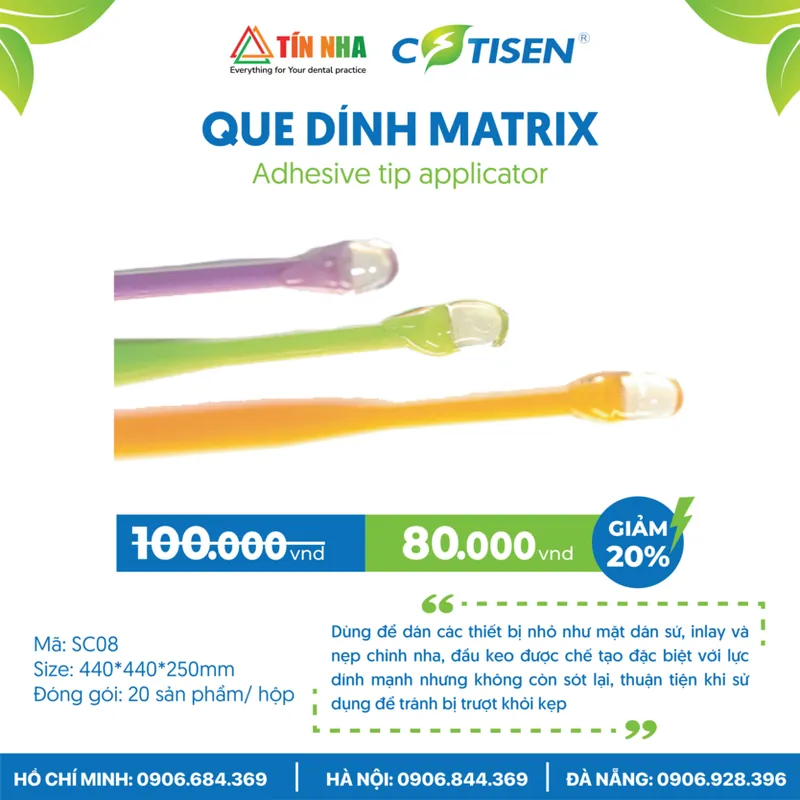 TÍN NHA
Everything for Your dental practice
COTISEN®
QUE DÍNH MATRIX
Adhesive tip applicator
100.000 vnd
80.000 vnd
GIẢM
20%
Mã: SC08
Size: 440*440*250mm
Đóng gói: 20 sản phẩm/ hộp
Dùng để dán các thiết bị nhỏ như mặt dán sứ, inlay và
nẹp chỉnh nha, đầu keo được chế tạo đặc biệt với lực
dính mạnh nhưng không còn sót lại, thuận tiện khi sử
dụng để tránh bị trượt khỏi kẹp
HỒ CHÍ MINH: 0906.684.369 | HÀ NỘI: 0906.844.369 | ĐÀ NẴNG: 0906.928.396